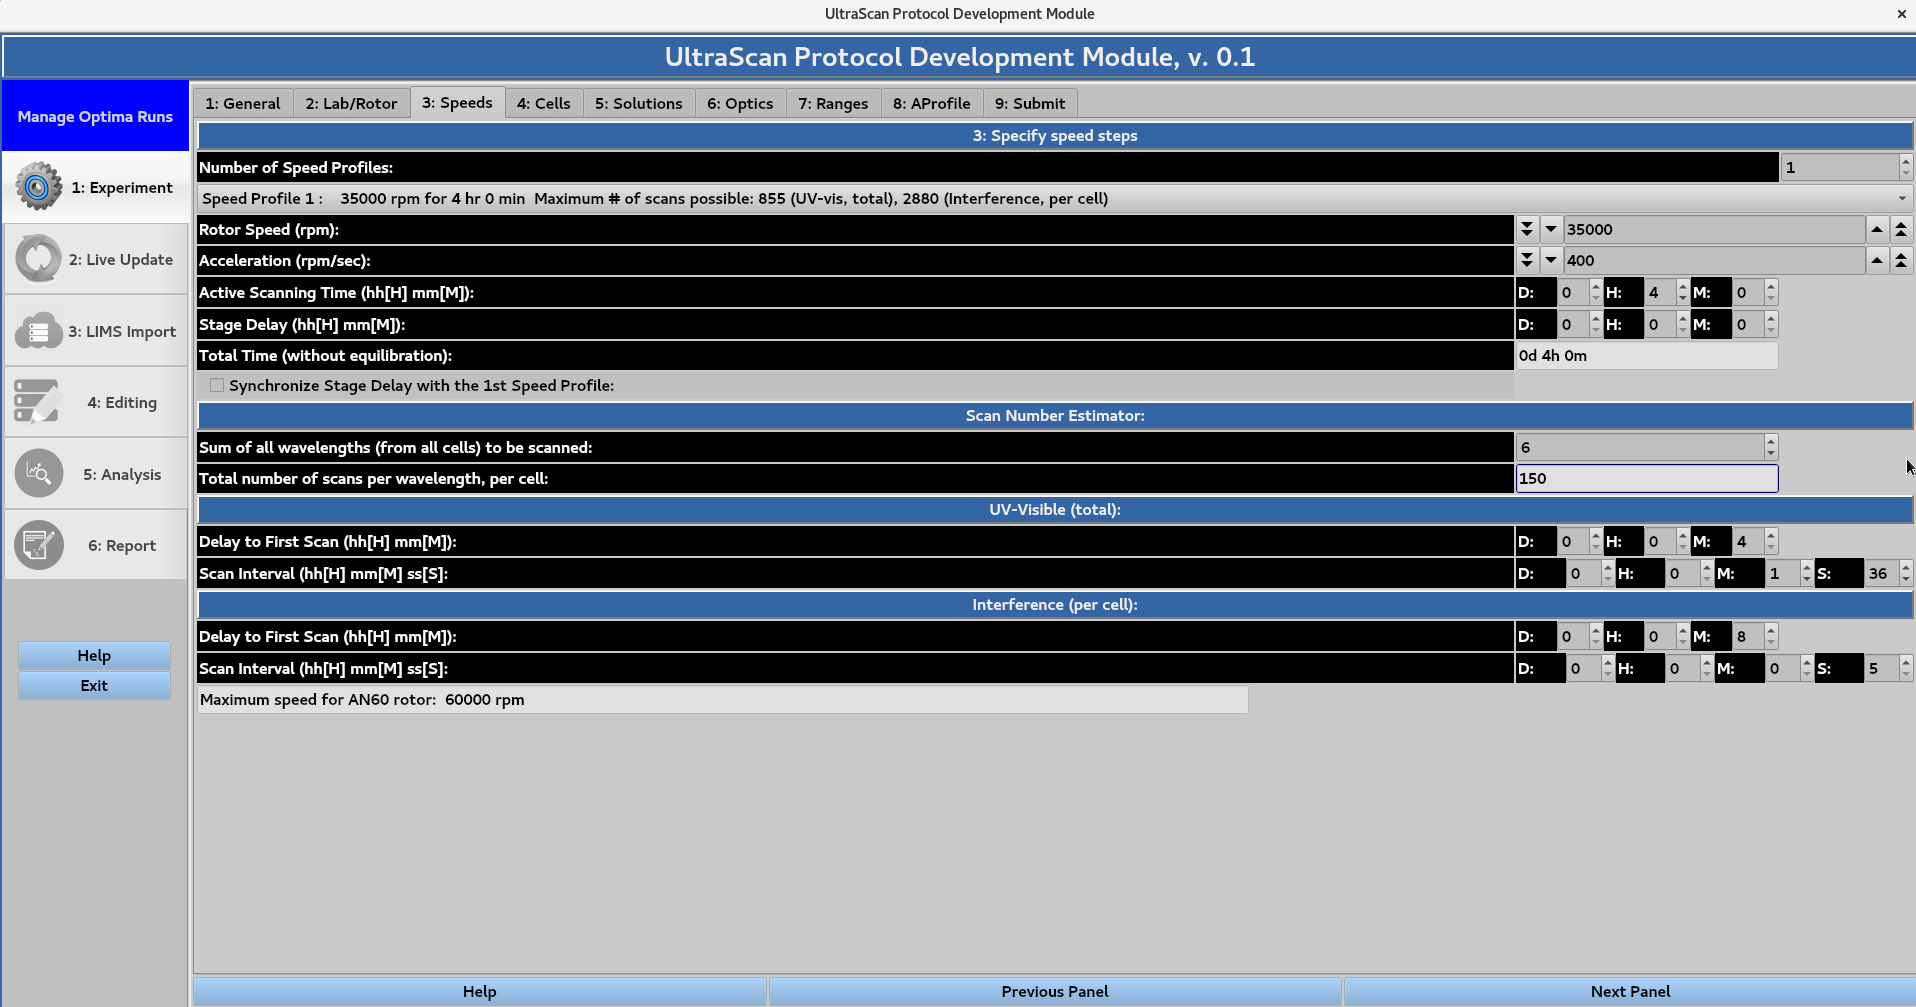 UltraScan Protocol Development Module
UltraScan Protocol Development Module, v. 0.1
Manage Optima Runs
1: Experiment
2: Live Update
3: LIMS Import
4: Editing
5: Analysis
6: Report
Help
Exit
1: General 2: Lab/Rotor 3: Speeds 4: Cells 5: Solutions 6: Optics 7: Ranges 8: AProfile 9: Submit
3: Specify speed steps
Number of Speed Profiles: 1
Speed Profile 1 : 35000 rpm for 4 hr 0 min Maximum # of scans possible: 855 (UV-vis, total), 2880 (Interference, per cell)
Rotor Speed (rpm): 35000
Acceleration (rpm/sec): 400
Active Scanning Time (hh[H] mm[M]): D: 0 H: 4 M: 0
Stage Delay (hh[H] mm[M]): D: 0 H: 0 M: 0
Total Time (without equilibration): 0d 4h 0m
Synchronize Stage Delay with the 1st Speed Profile:
Scan Number Estimator:
Sum of all wavelengths (from all cells) to be scanned: 6
Total number of scans per wavelength, per cell: 150
UV-Visible (total):
Delay to First Scan (hh[H] mm[M]): D: 0 H: 0 M: 4
Scan Interval (hh[H] mm[M] ss[S]: D: 0 H: 0 M: 1 S: 36
Interference (per cell):
Delay to First Scan (hh[H] mm[M]): D: 0 H: 0 M: 8
Scan Interval (hh[H] mm[M] ss[S]: D: 0 H: 0 M: 0 S: 5
Maximum speed for AN60 rotor: 60000 rpm
Help Previous Panel Next Panel